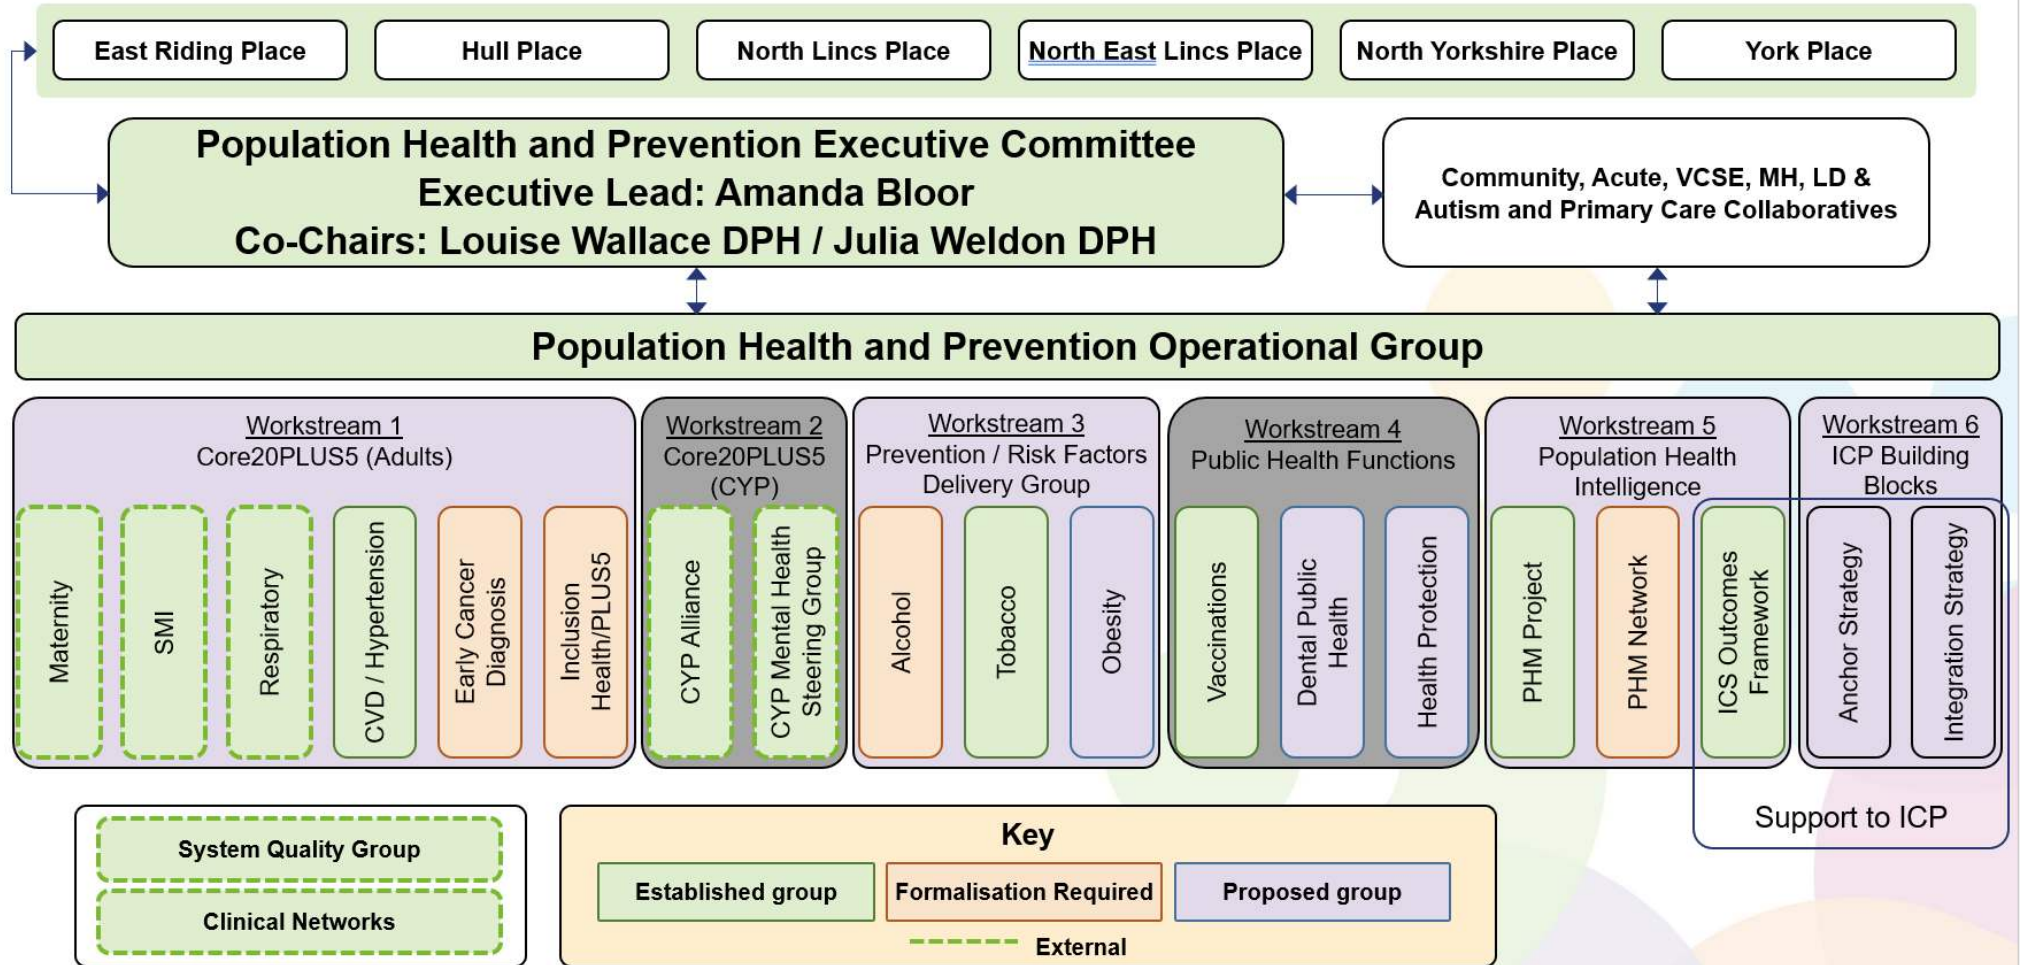 East Riding Place
Hull Place
North Lincs Place
North East Lincs Place
North Yorkshire Place
York Place
Population Health and Prevention Executive Committee
Executive Lead: Amanda Bloor
Co-Chairs: Louise Wallace DPH / Julia Weldon DPH
Community, Acute, VCSE, MH, LD &
Autism and Primary Care Collaboratives
Population Health and Prevention Operational Group
Workstream 1
Core20PLUS5 (Adults)
Maternity
SMI
Respiratory
CVD / Hypertension
Early Cancer
Diagnosis
Inclusion
Health/PLUS5
Workstream 2
Core20PLUS5
(CYP)
CYP Alliance
CYP Mental Health
Steering Group
Workstream 3
Prevention / Risk Factors
Delivery Group
Alcohol
Tobacco
Obesity
Workstream 4
Public Health Functions
Vaccinations
Dental Public
Health
Health Protection
Workstream 5
Population Health
Intelligence
PHM Project
PHM Network
ICS Outcomes
Framework
Workstream 6
ICP Building
Blocks
Anchor Strategy
Integration Strategy
Support to ICP
System Quality Group
Clinical Networks
Key
Established group
Formalisation Required
Proposed group
External